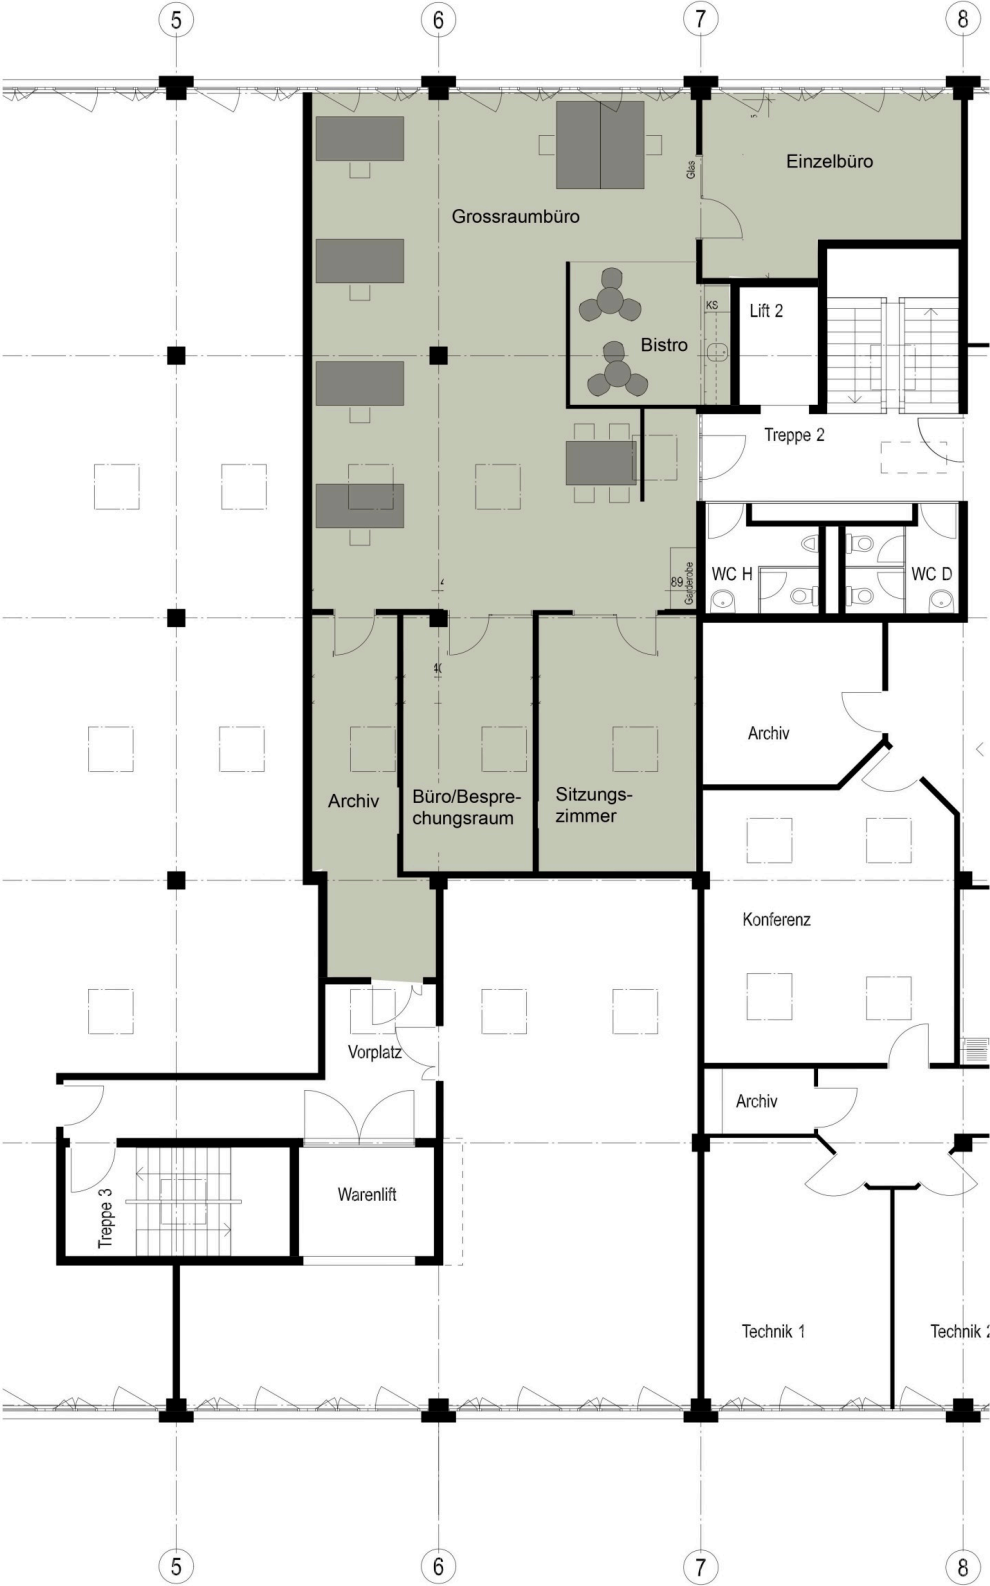 5 6 7 8
Einzelbüro
Glas
Grossraumbüro
KS
Lift 2
Bistro
Treppe 2
WC H
WC D
89
Garderobe
Archiv
Büro/Bespre-
chungsraum
Sitzungs-
zimmer
Archiv
Konferenz
Vorplatz
Archiv
Treppe 3
Warenlift
Technik 1
Technik
5 6 7 8